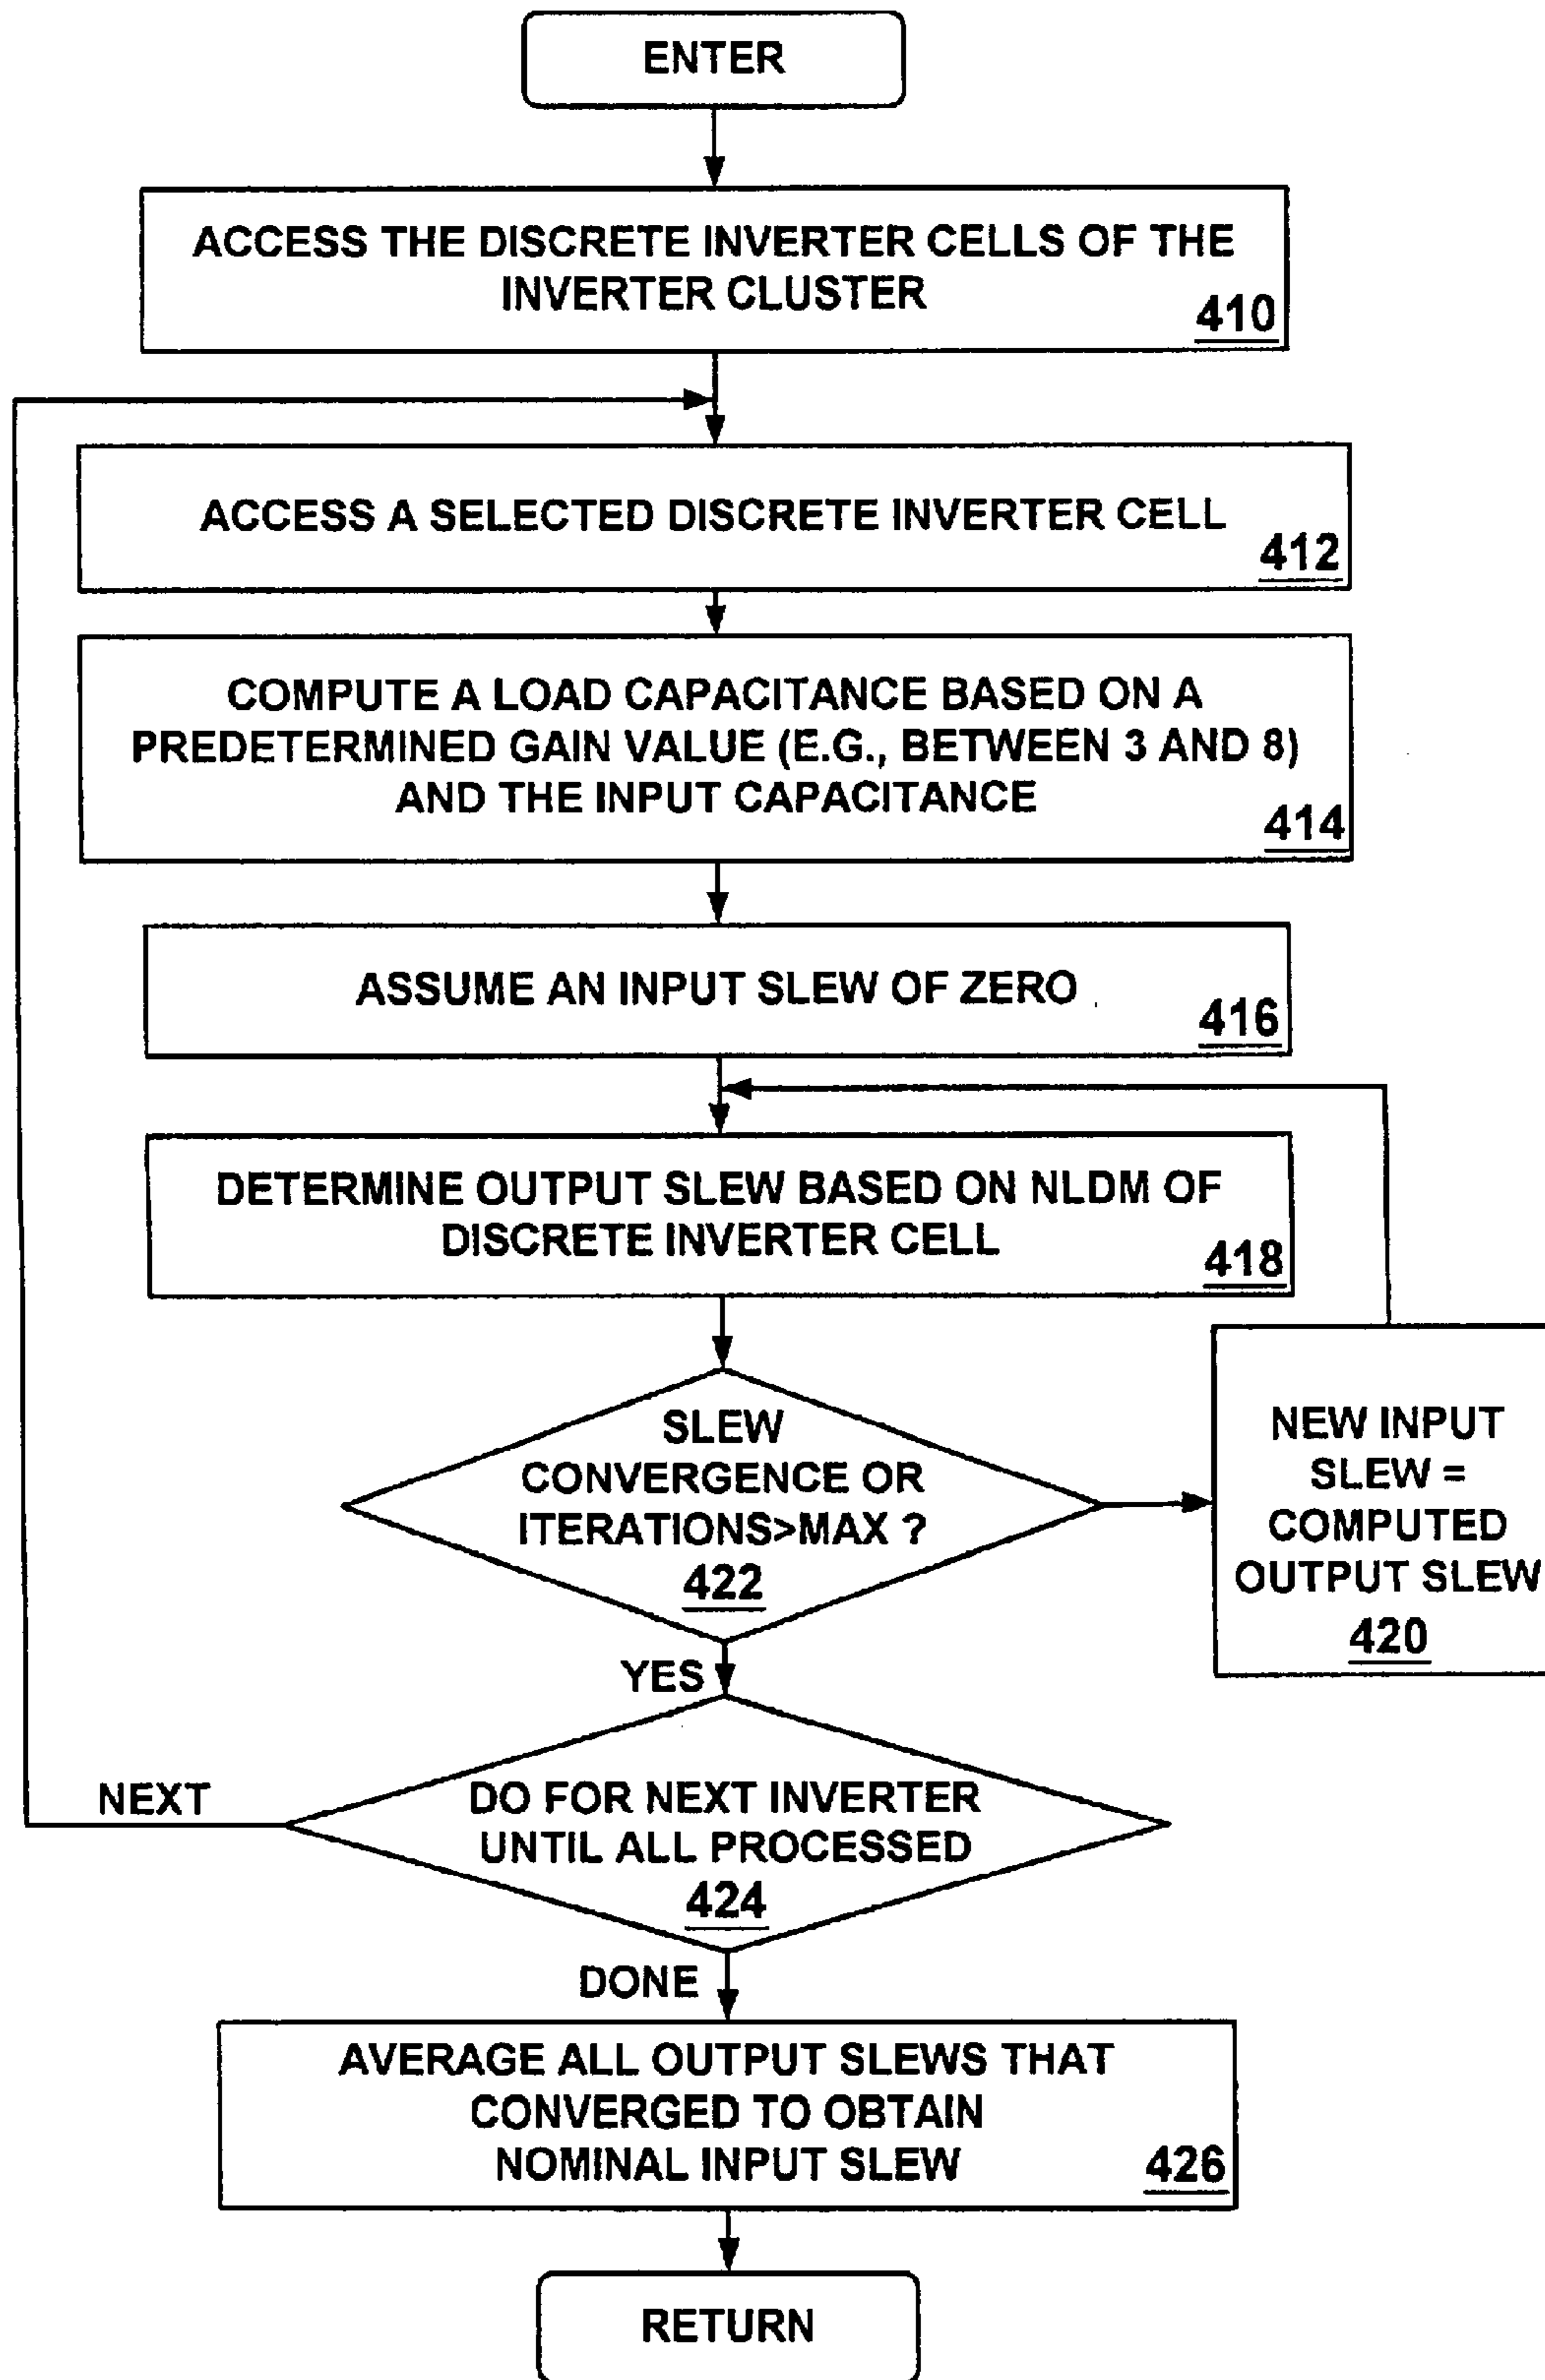 ENTER
ACCESS THE DISCRETE INVERTER CELLS OF THE
INVERTER CLUSTER
410
ACCESS A SELECTED DISCRETE INVERTER CELL
412
COMPUTE A LOAD CAPACITANCE BASED ON A
PREDETERMINED GAIN VALUE (E.G., BETWEEN 3 AND 8)
AND THE INPUT CAPACITANCE
414
ASSUME AN INPUT SLEW OF ZERO
416
DETERMINE OUTPUT SLEW BASED ON NLDM OF
DISCRETE INVERTER CELL
418
SLEW
CONVERGENCE OR
ITERATIONS>MAX ?
422
NEW INPUT
SLEW =
COMPUTED
OUTPUT SLEW
420
YES
DO FOR NEXT INVERTER
UNTIL ALL PROCESSED
424
NEXT
DONE
AVERAGE ALL OUTPUT SLEWS THAT
CONVERGED TO OBTAIN
NOMINAL INPUT SLEW
426
RETURN